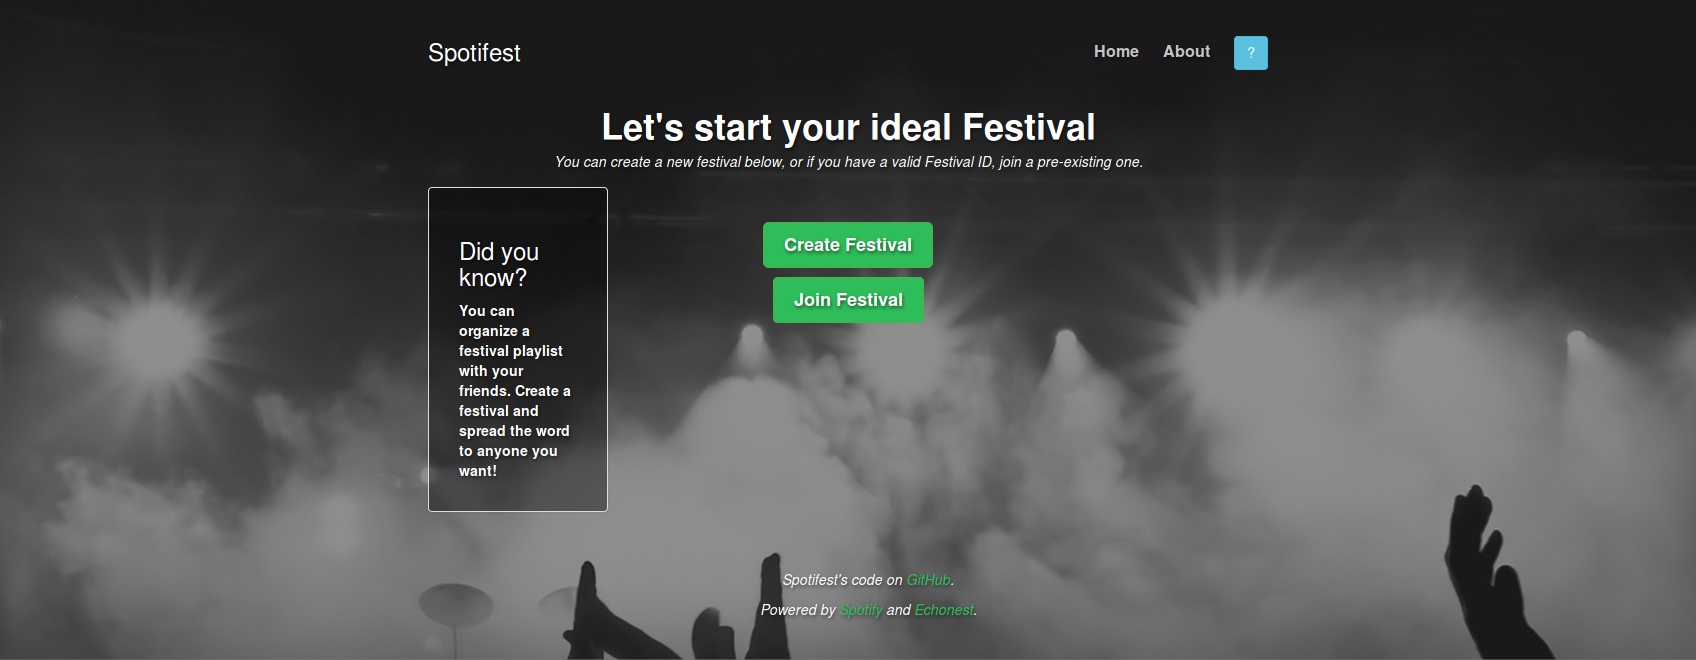 Spotifest
Home About ?
Let's start your ideal Festival
You can create a new festival below, or if you have a valid Festival ID, join a pre-existing one.
Did you
know?
You can
organize a
festival playlist
with your
friends. Create a
festival and
spread the word
to anyone you
want!
Create Festival
Join Festival
Spotifest's code on GitHub.
Powered by Spotify and Echonest.